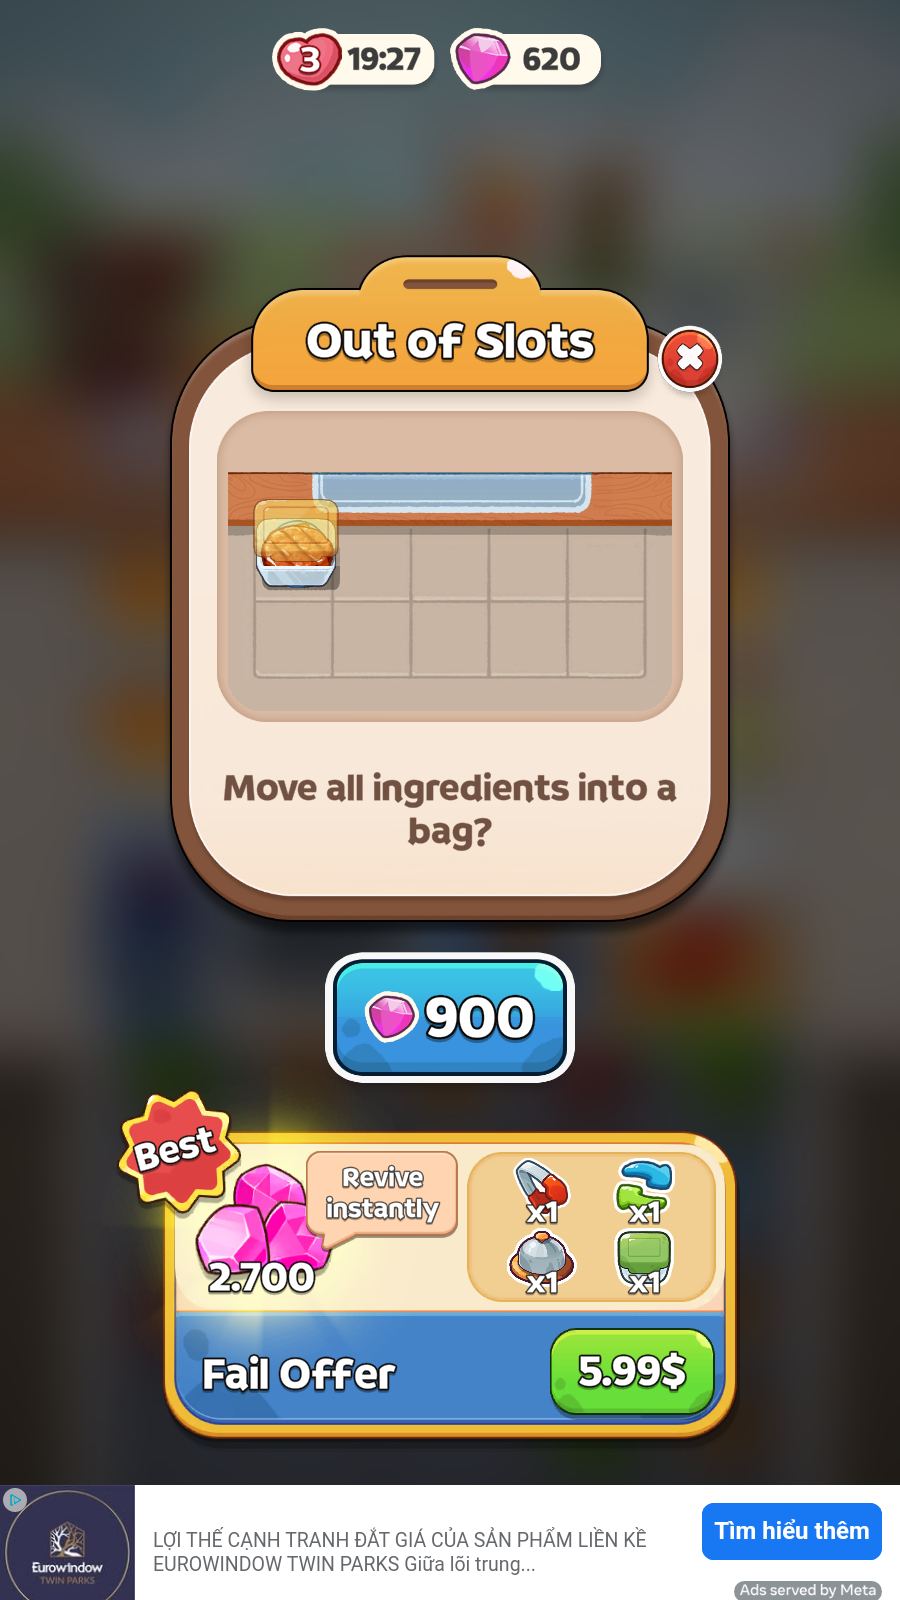 3 19:27 620
Out of Slots
Move all ingredients into a
bag?
900
Best
Revive
instantly
x1 x1
2.700 x1 x1
Fail Offer 5.99$
LỢI THẾ CẠNH TRANH ĐẮT GIÁ CỦA SẢN PHẨM LIỀN KỀ
EUROWINDOW TWIN PARKS Giữa lõi trung...
Tìm hiểu thêm
Eurowindow
TWIN PARKS
Ads served by Meta